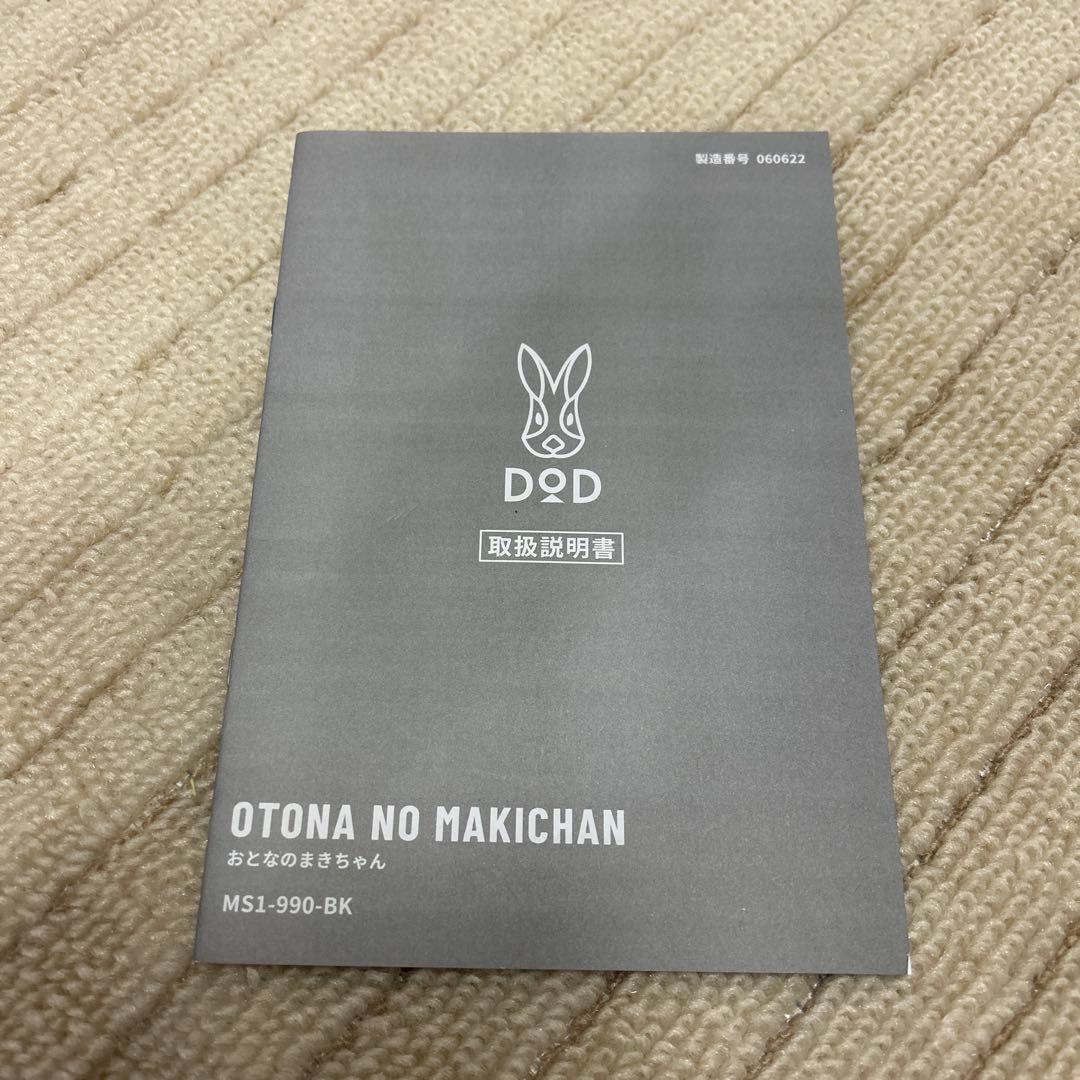 製造番号 060622
DOD
取扱説明書
OTONA NO MAKICHAN
おとなのまきちゃん
MS1-990-BK